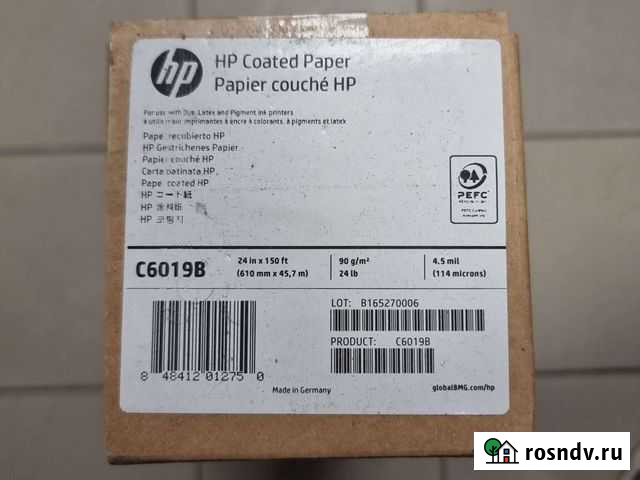 hp
HP Coated Paper
Papier couché HP
For use with Dye, Latex and Pigment ink printers
à utiliser imprimantes à encre à colorants, à pigments et latex
Papel recubierto HP
HP Gestrichenes Papier
Papier couché HP
Carta patinata HP
Papel coated HP
HP コート紙
HP 涂料纸
HP 코팅지
PEFC
C6019B
24 in x 150 ft
(610 mm x 45,7 m)
90 g/m²
24 lb
4.5 mil
(114 microns)
LOT: B165270006
PRODUCT: C6019B
8 48412 01275 0
Made in Germany
globalBMG.com/hp
rosndv.ru